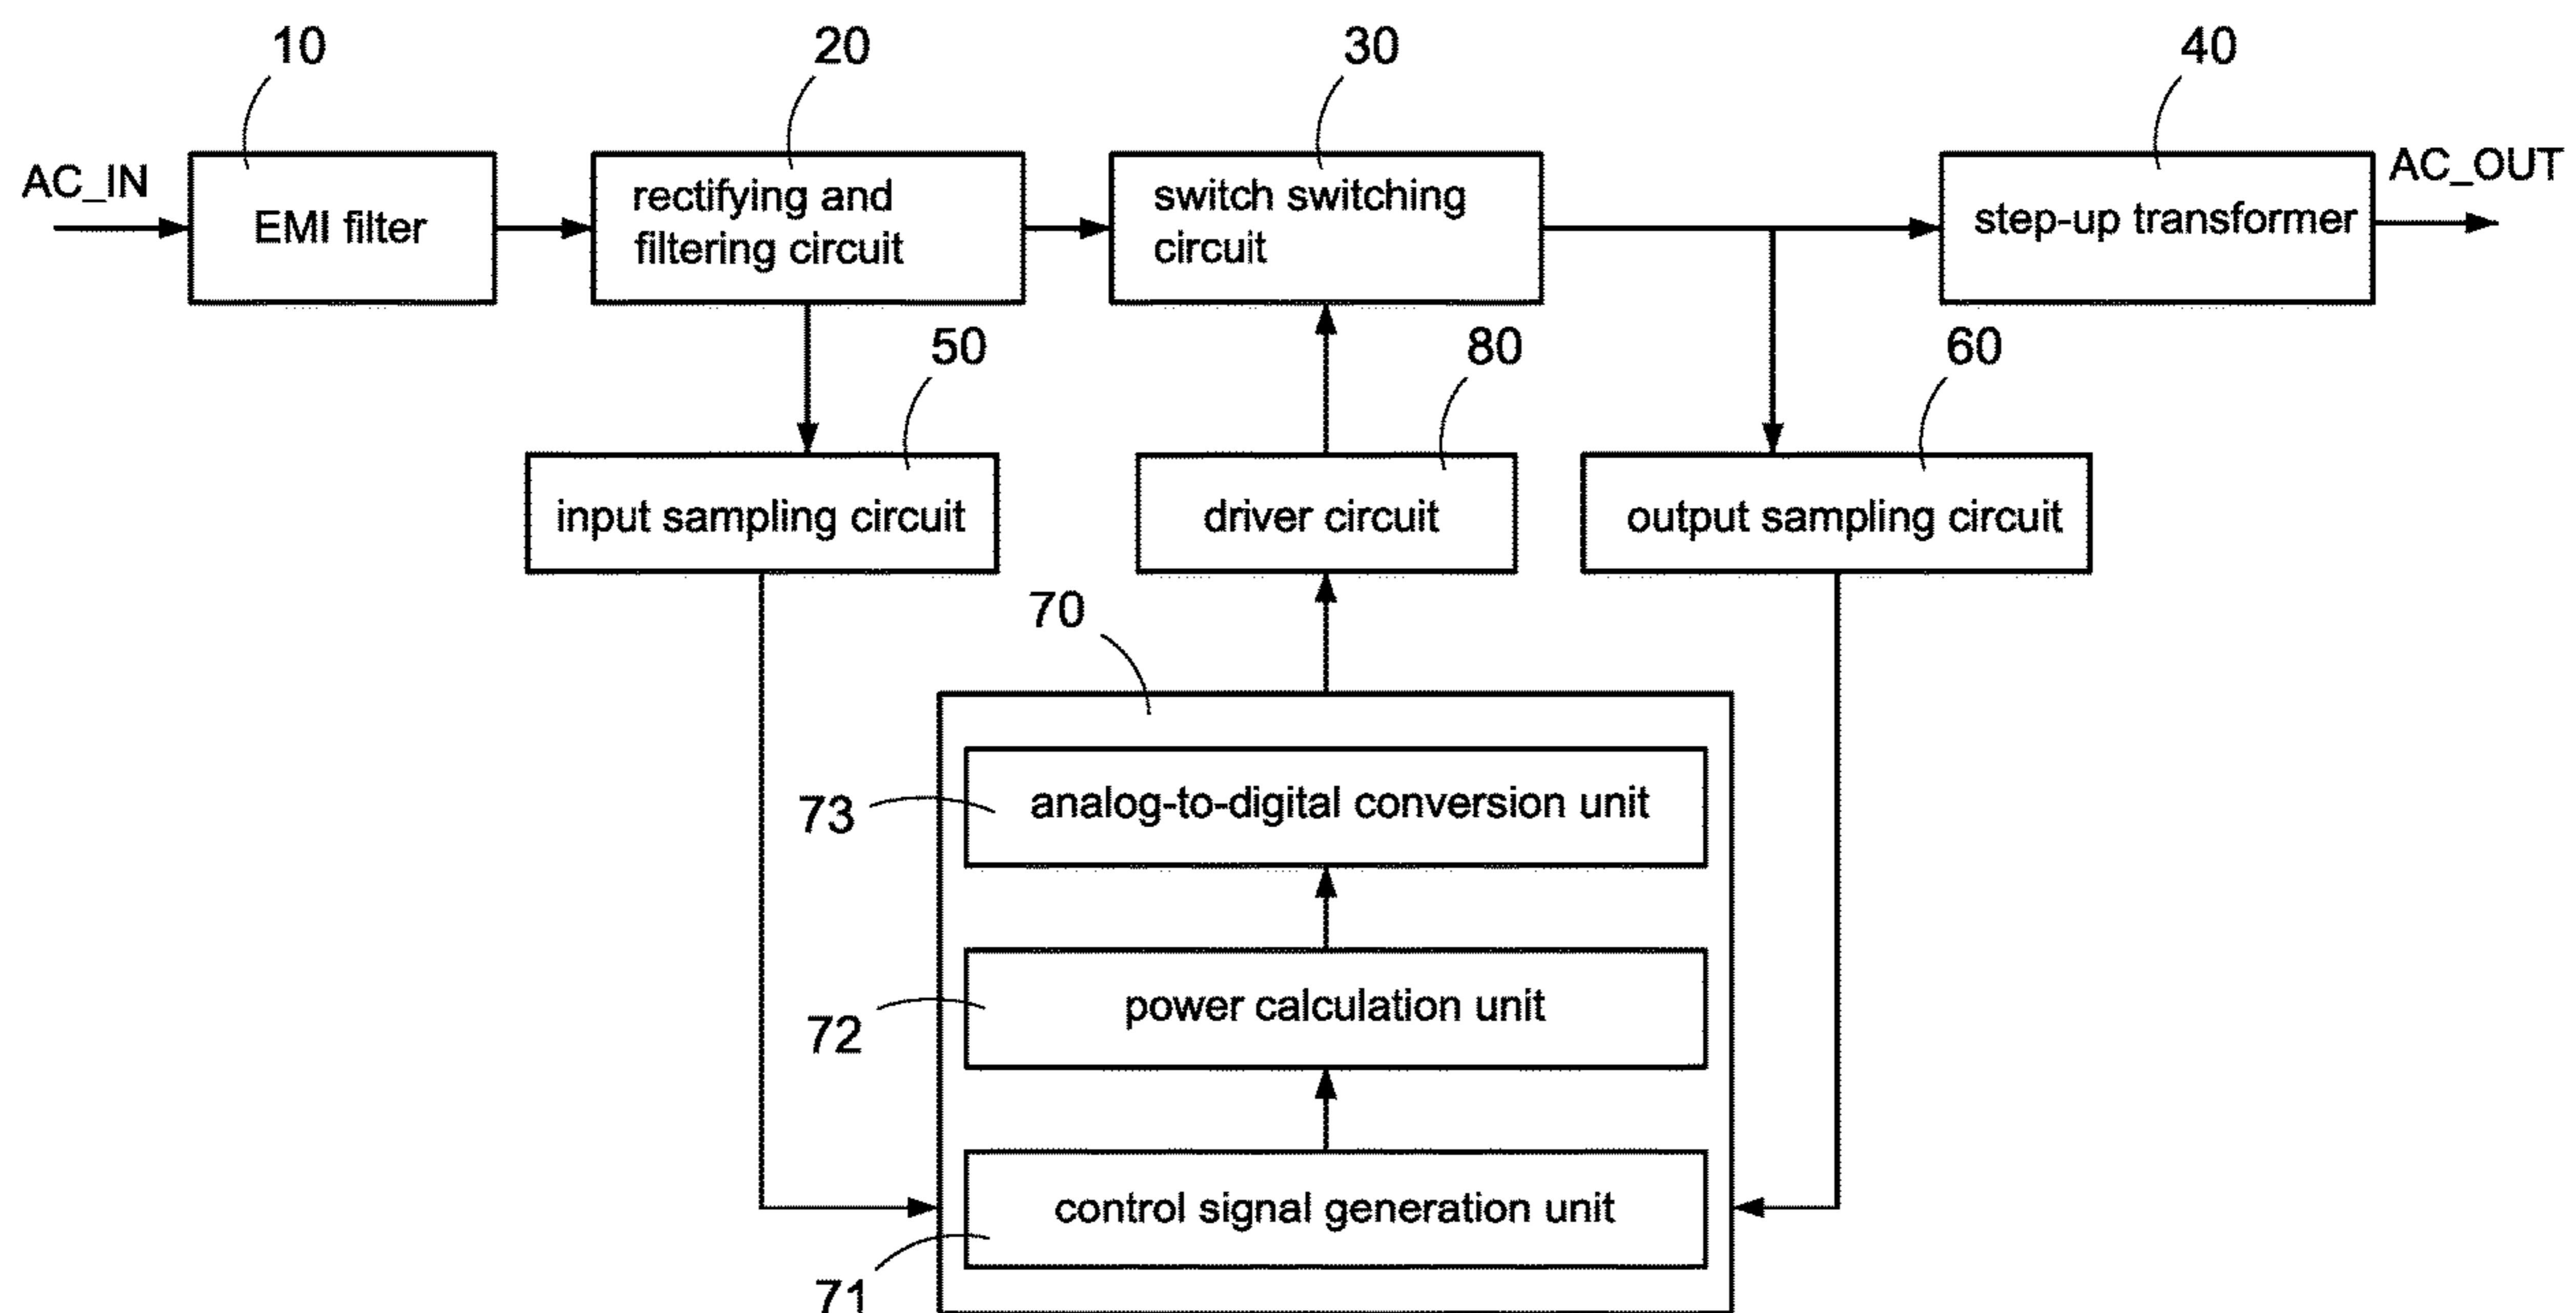 10
20
30
40
AC_IN
EMI filter
rectifying and
filtering circuit
switch switching
circuit
step-up transformer
AC_OUT
50
80
60
input sampling circuit
driver circuit
output sampling circuit
70
73
analog-to-digital conversion unit
72
power calculation unit
control signal generation unit
71